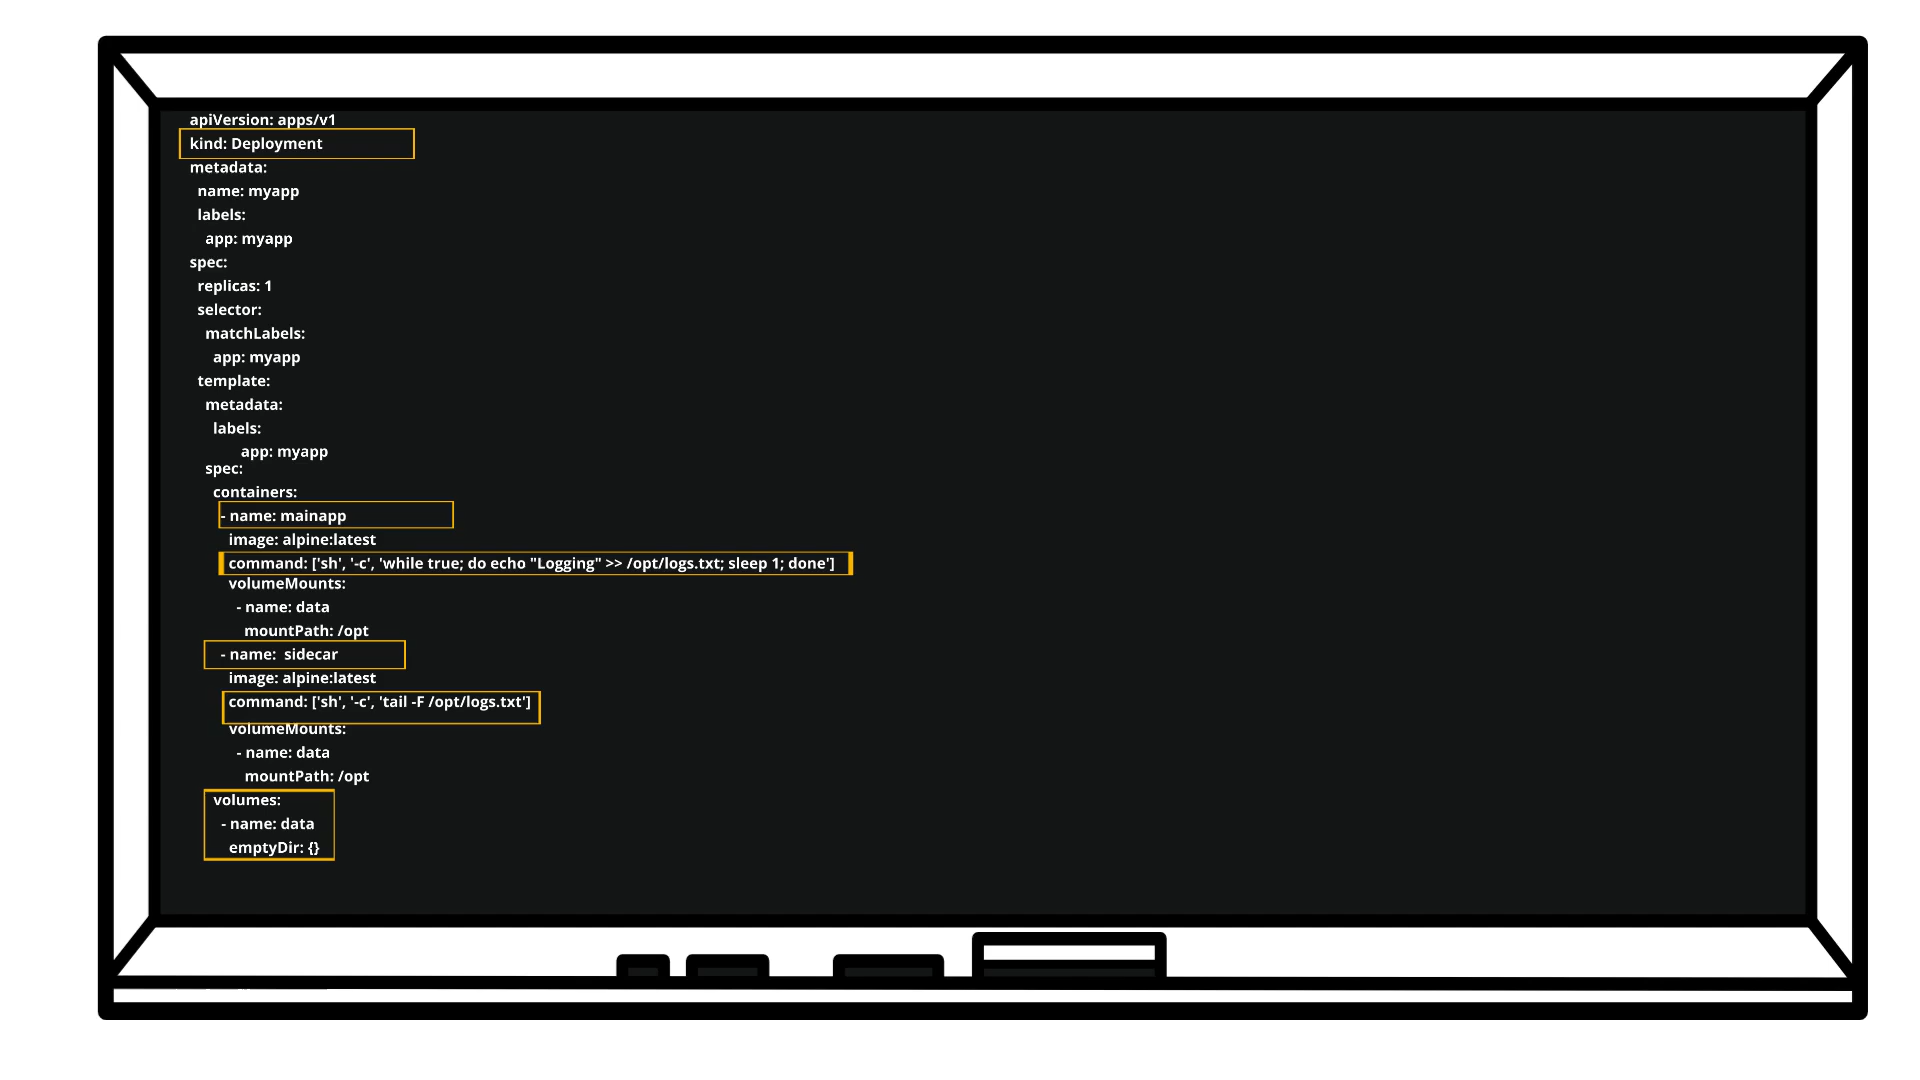 apiVersion: apps/v1
kind: Deployment
metadata:
  name: myapp
  labels:
    app: myapp
spec:
  replicas: 1
  selector:
    matchLabels:
      app: myapp
  template:
    metadata:
      labels:
             app: myapp
    spec:
      containers:
        - name: mainapp
          image: alpine:latest
          command: ['sh', '-c', 'while true; do echo "Logging" >> /opt/logs.txt; sleep 1; done']
          volumeMounts:
            - name: data
              mountPath: /opt
        - name:  sidecar
          image: alpine:latest
          command: ['sh', '-c', 'tail -F /opt/logs.txt']
          volumeMounts:
            - name: data
              mountPath: /opt
      volumes:
        - name: data
          emptyDir: {}